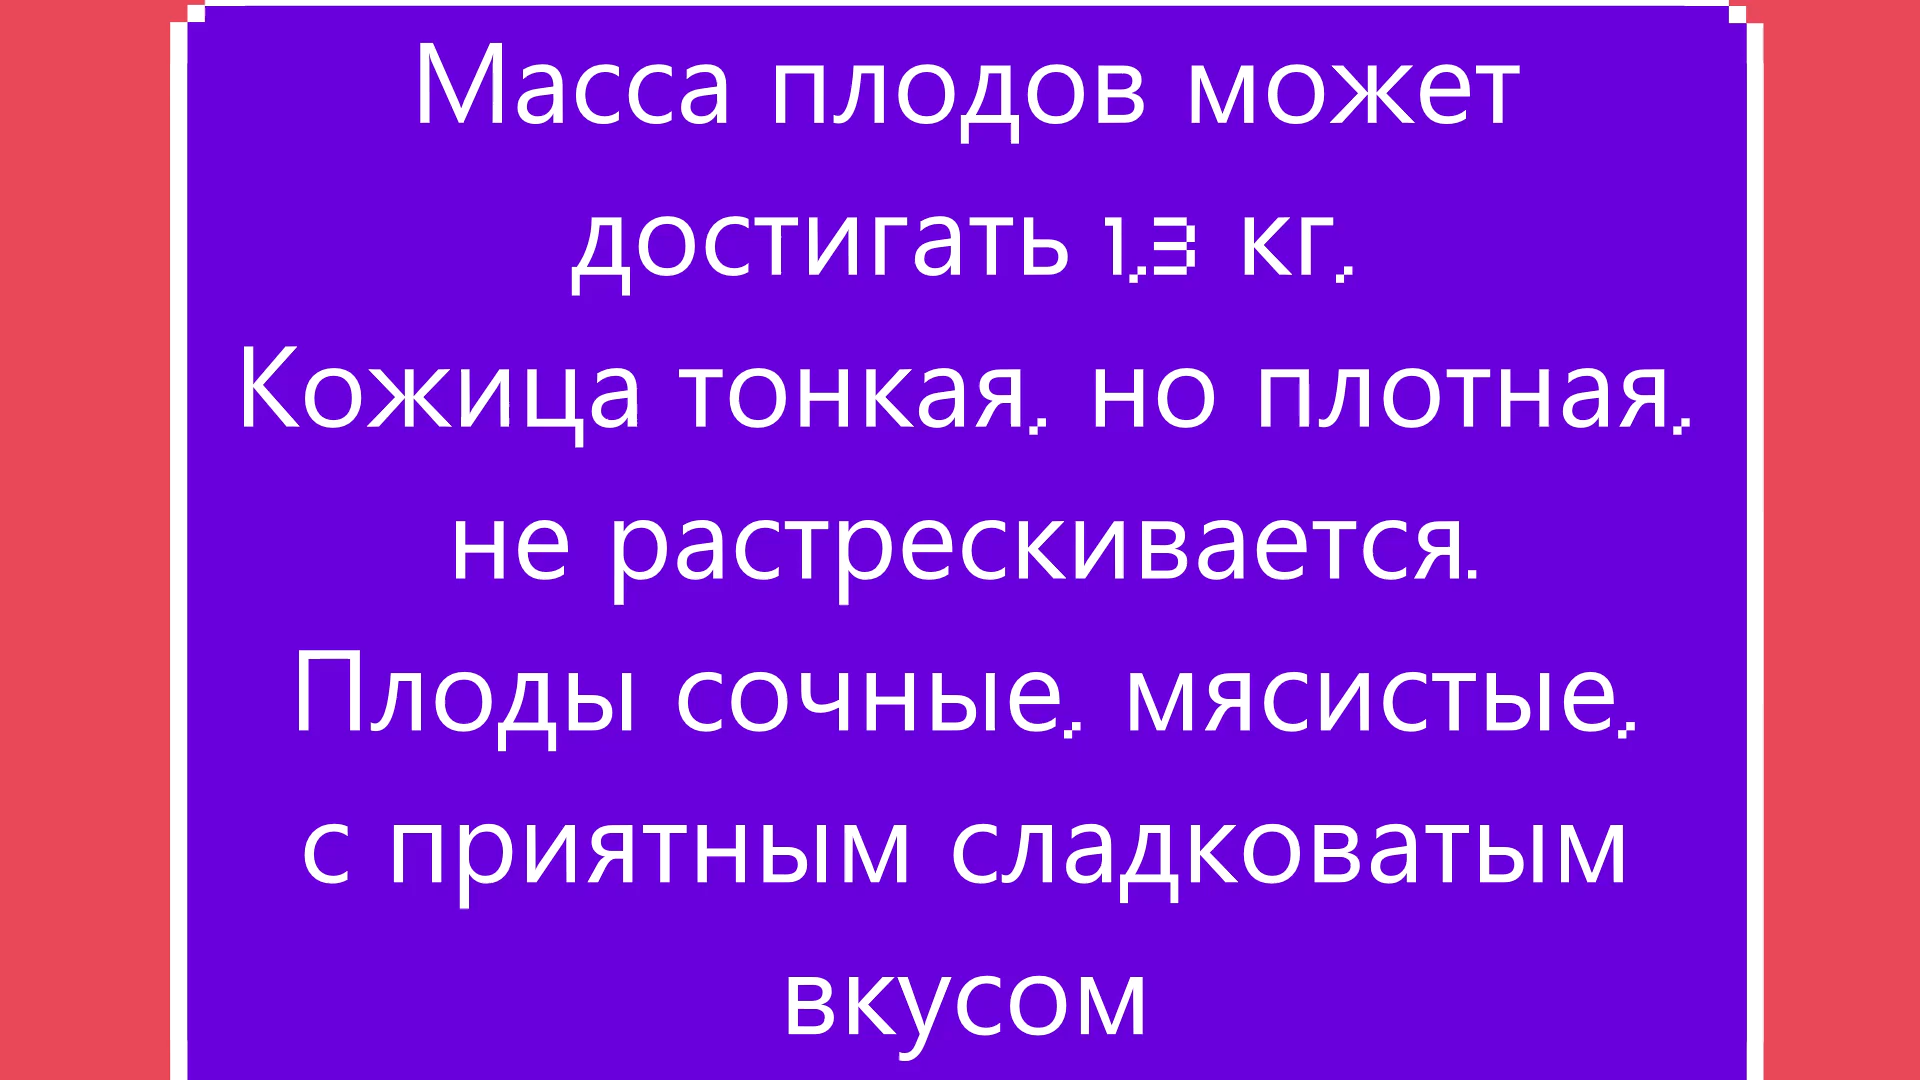 Масса плодов может
достигать 1,3 кг,
Кожица тонкая, но плотная,
не растрескивается.
Плоды сочные, мясистые,
с приятным сладковатым
вкусом